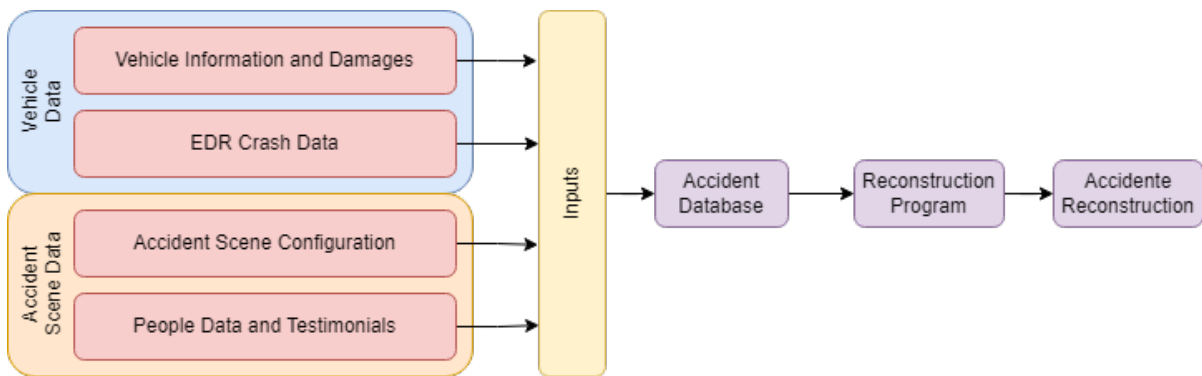 Vehicle
Data
Vehicle Information and Damages
EDR Crash Data
Accident
Scene Data
Accident Scene Configuration
People Data and Testimonials
Inputs
Accident
Database
Reconstruction
Program
Accidente
Reconstruction